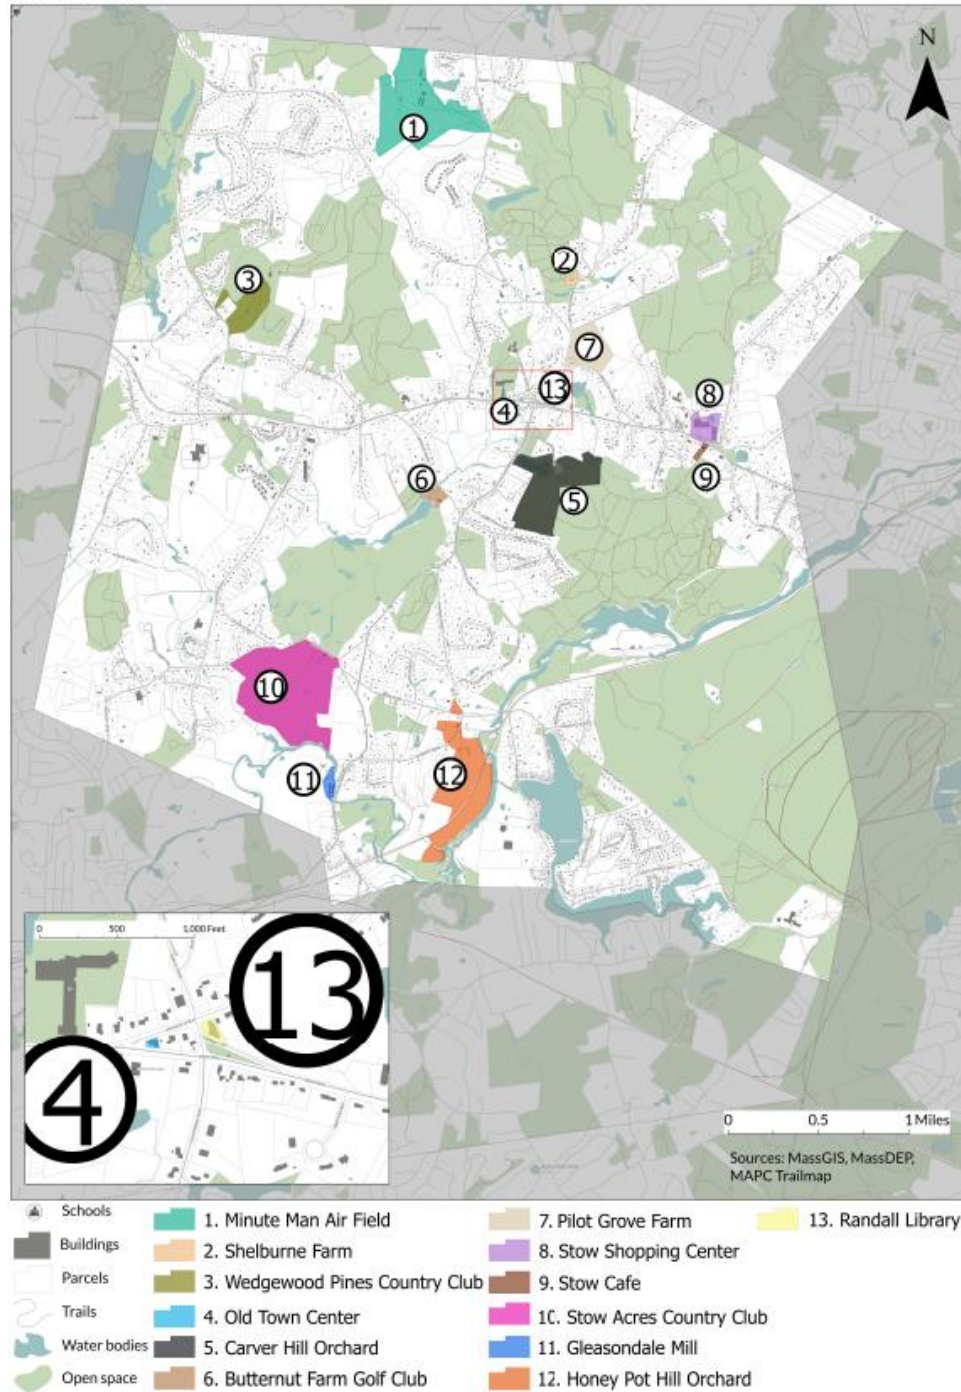 N
1
2
3
7
13
4
8
9
6
5
10
11
12
0 500 1,000 Feet
13
4
0 0.5 1 Miles
Sources: MassGIS, MassDEP,
MAPC Trailmap
Schools
Buildings
Parcels
Trails
Water bodies
Open space
1. Minute Man Air Field
2. Shelburne Farm
3. Wedgewood Pines Country Club
4. Old Town Center
5. Carver Hill Orchard
6. Butternut Farm Golf Club
7. Pilot Grove Farm
8. Stow Shopping Center
9. Stow Cafe
10. Stow Acres Country Club
11. Gleasondale Mill
12. Honey Pot Hill Orchard
13. Randall Library